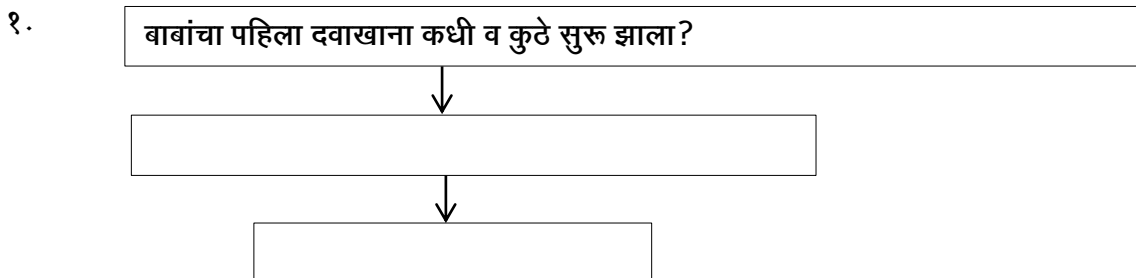 १.
बाबांचा पहिला दवाखाना कधी व कुठे सुरू झाला?